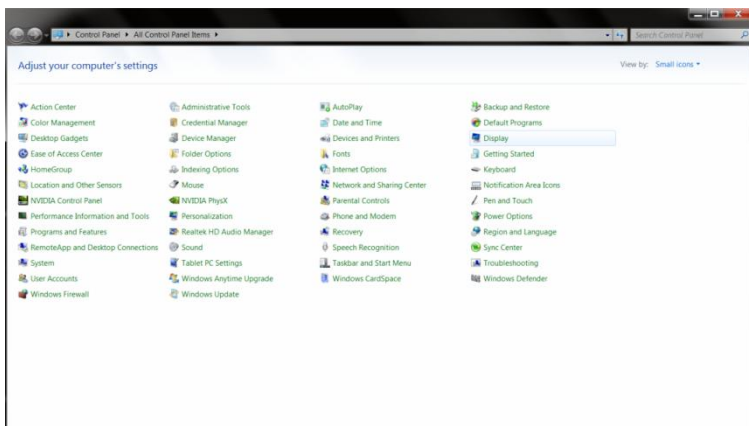 Control Panel ▸ All Control Panel Items ▸ Search Control Panel
Adjust your computer's settings View by: Small icons
Action Center Administrative Tools AutoPlay Backup and Restore
Color Management Credential Manager Date and Time Default Programs
Desktop Gadgets Device Manager Devices and Printers Display
Ease of Access Center Folder Options Fonts Getting Started
HomeGroup Indexing Options Internet Options Keyboard
Location and Other Sensors Mouse Network and Sharing Center Notification Area Icons
NVIDIA Control Panel NVIDIA PhysX Parental Controls Pen and Touch
Performance Information and Tools Personalization Phone and Modem Power Options
Programs and Features Realtek HD Audio Manager Recovery Region and Language
RemoteApp and Desktop Connections Sound Speech Recognition Sync Center
System Tablet PC Settings Taskbar and Start Menu Troubleshooting
User Accounts Windows Anytime Upgrade Windows CardSpace Windows Defender
Windows Firewall Windows Update